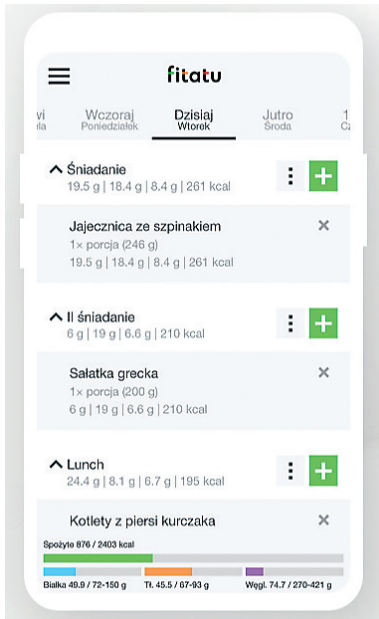 fitatu
wi
ela
Wczoraj
Poniedziałek
Dzisiaj
Wtorek
Jutro
Środa
1
Cz
Śniadanie
19.5 g | 18.4 g | 8.4 g | 261 kcal
Jajecznica ze szpinakiem
1× porcja (246 g)
19.5 g | 18.4 g | 8.4 g | 261 kcal
II śniadanie
6 g | 19 g | 6.6 g | 210 kcal
Sałatka grecka
1× porcja (200 g)
6 g | 19 g | 6.6 g | 210 kcal
Lunch
24.4 g | 8.1 g | 6.7 g | 195 kcal
Kotlety z piersi kurczaka
Spożyte 876 / 2403 kcal
Białka 49.9 / 72-150 g
Tł. 45.5 / 67-93 g
Węgl. 74.7 / 270-421 g